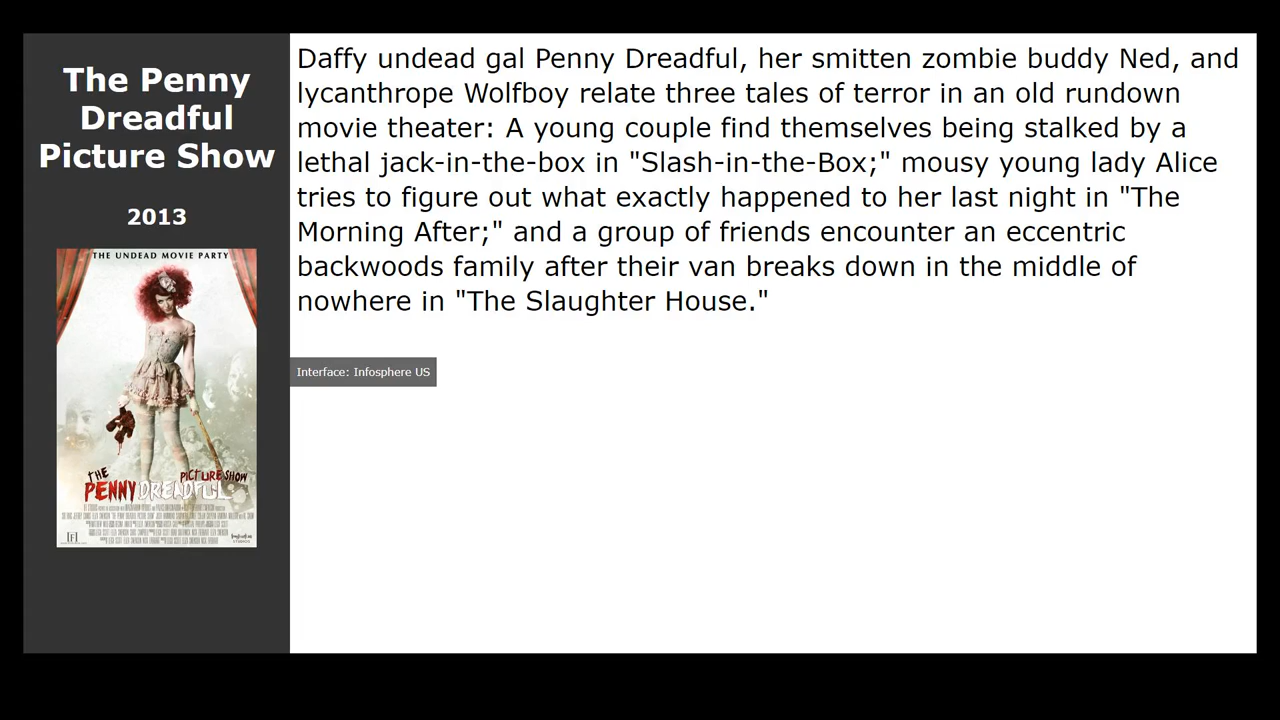 The Penny
Dreadful
Picture Show
2013
THE UNDEAD MOVIE PARTY
THE
PICTURE SHOW
PENNY DREADFUL
Daffy undead gal Penny Dreadful, her smitten zombie buddy Ned, and
lycanthrope Wolfboy relate three tales of terror in an old rundown
movie theater: A young couple find themselves being stalked by a
lethal jack-in-the-box in "Slash-in-the-Box;" mousy young lady Alice
tries to figure out what exactly happened to her last night in "The
Morning After;" and a group of friends encounter an eccentric
backwoods family after their van breaks down in the middle of
nowhere in "The Slaughter House."
Interface: Infosphere US